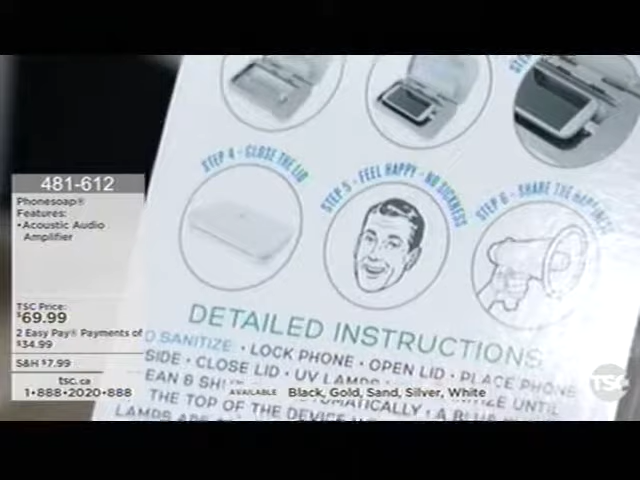 STEP 4 - CLOSE THE LID
STEP 5 - FEEL HAPPY - NO SICKNESS
STEP 6 - SHARE THE HAPPINESS
481-612
Phonesoap®
Features:
•Acoustic Audio
Amplifier
TSC Price:
$69.99
2 Easy Pay® Payments of
$34.99
S&H $7.99
tsc.ca
1•888•2020•888
DETAILED INSTRUCTIONS
O SANITIZE: • LOCK PHONE • OPEN LID • PLACE PHONE
SIDE • CLOSE LID • UV LAMPS
EAN & UNTIL
AVAILABLE Black, Gold, Sand, Silver, White
THE TOP OF THE DEVICE
LAMPS ARE
TSC